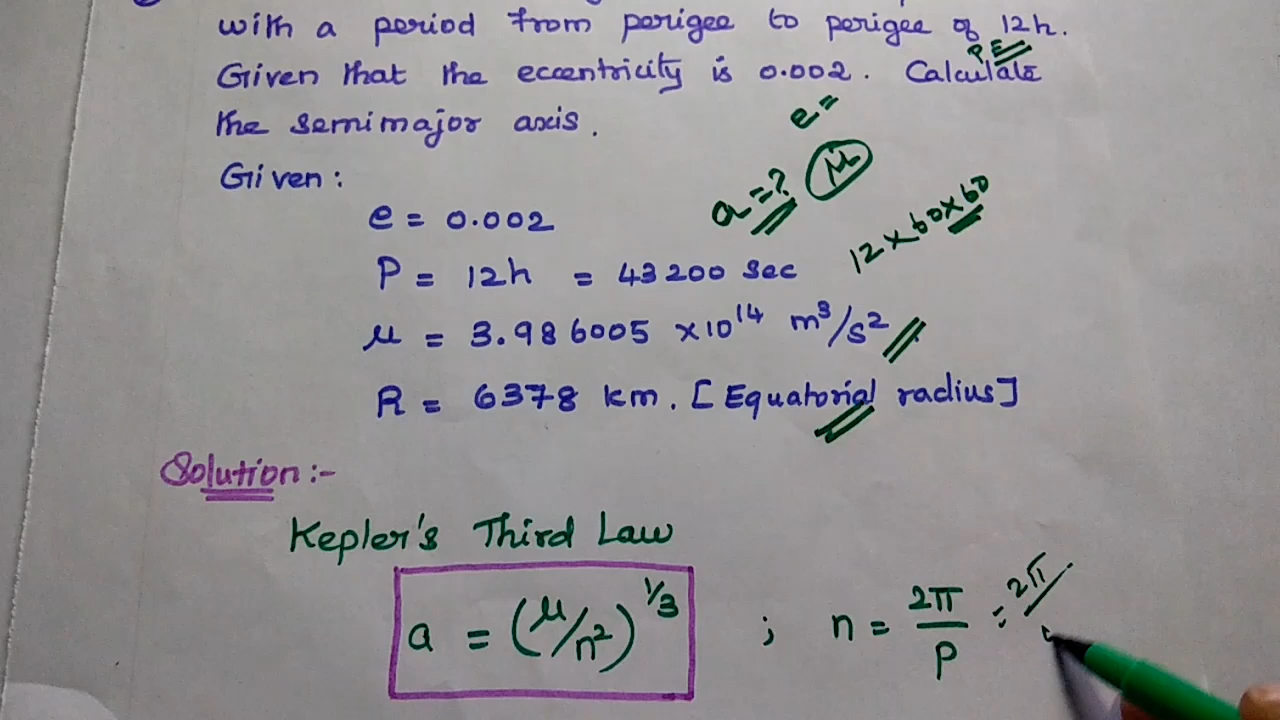 with a period from perigee to perigee of 12h.
Given that the eccentricity is 0.002. Calculate
the semimajor axis.
e =
a = ? μ
Given:
e = 0.002
12 × 60 × 60
P = 12h = 43200 sec
μ = 3.986005 × 10¹⁴ m³/s²
R = 6378 km. [Equatorial radius]
Solution :-
Kepler's Third Law
a = (μ/n²)^1/3 ; n = 2π/P = 2π/